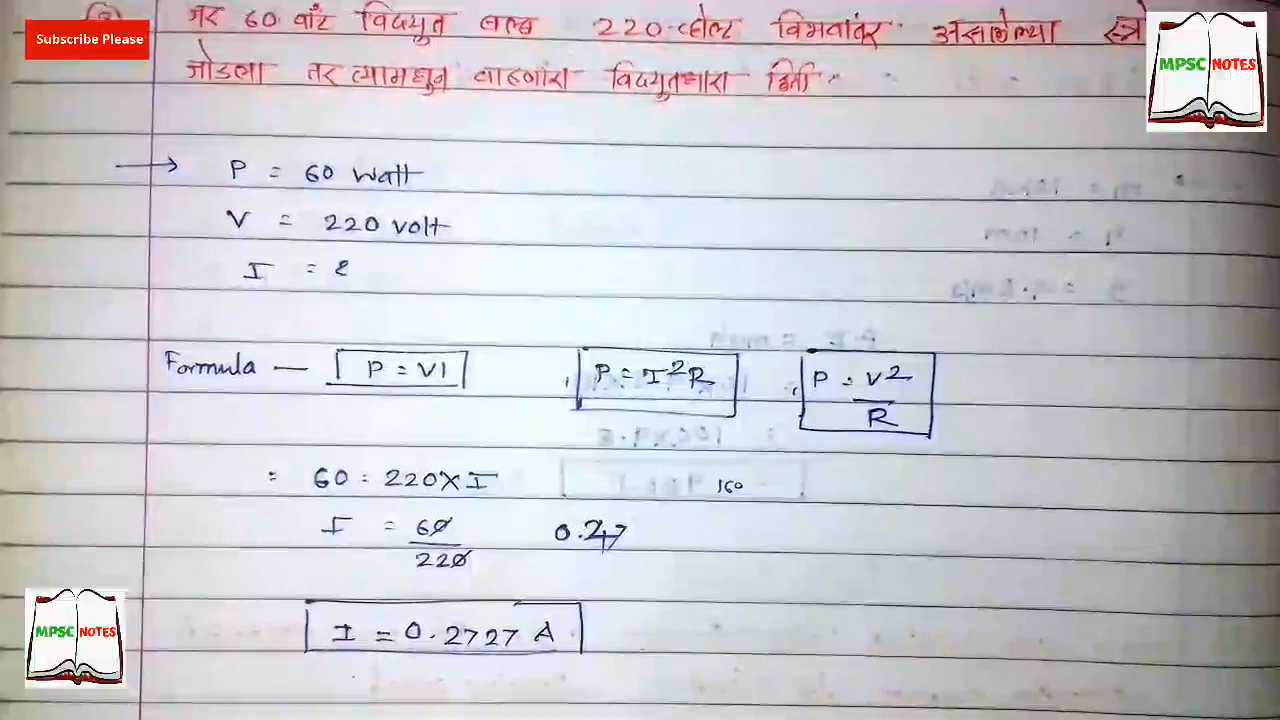 Subscribe Please
जर 60 वॉट विद्युत बल्ब 220 व्होल्ट विभवांतर असलेल्या स्त्रो
जोडला तर त्यामधून वाहणारा विद्युतधारा किती
MPSC NOTES
→ P = 60 Watt
V = 220 volt
I = ?
Formula — P = VI , P = I²R , P = V²/R
= 60 = 220 × I
160
I = 60/220 0.27
I = 0.2727 A
MPSC NOTES